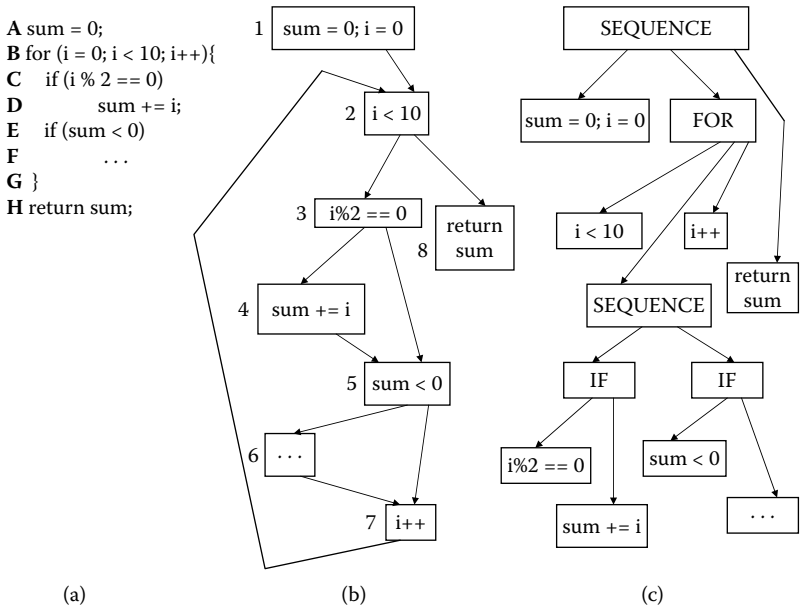 A sum = 0;
B for (i = 0; i < 10; i++){
C if (i % 2 == 0)
D sum += i;
E if (sum < 0)
F . . .
G }
H return sum;
(a)
1 sum = 0; i = 0
2 i < 10
3 i%2 == 0
8 return
sum
4 sum += i
5 sum < 0
6 . . .
7 i++
(b)
SEQUENCE
sum = 0; i = 0
FOR
i < 10
i++
return
sum
SEQUENCE
IF
IF
i%2 == 0
sum < 0
sum += i
. . .
(c)